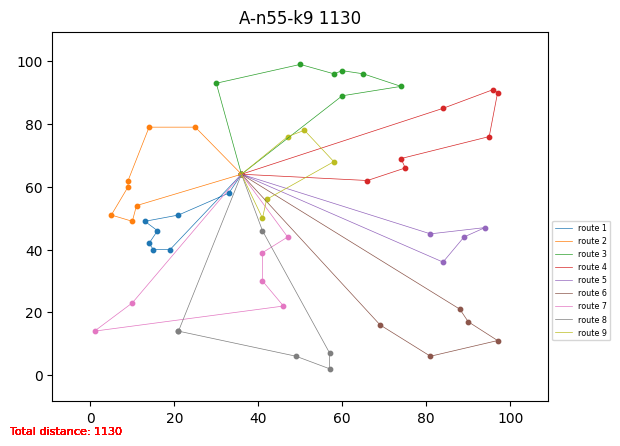 A-n55-k9 1130
100
80
60
40
20
0
0 20 40 60 80 100
route 1
route 2
route 3
route 4
route 5
route 6
route 7
route 8
route 9
Total distance: 1130